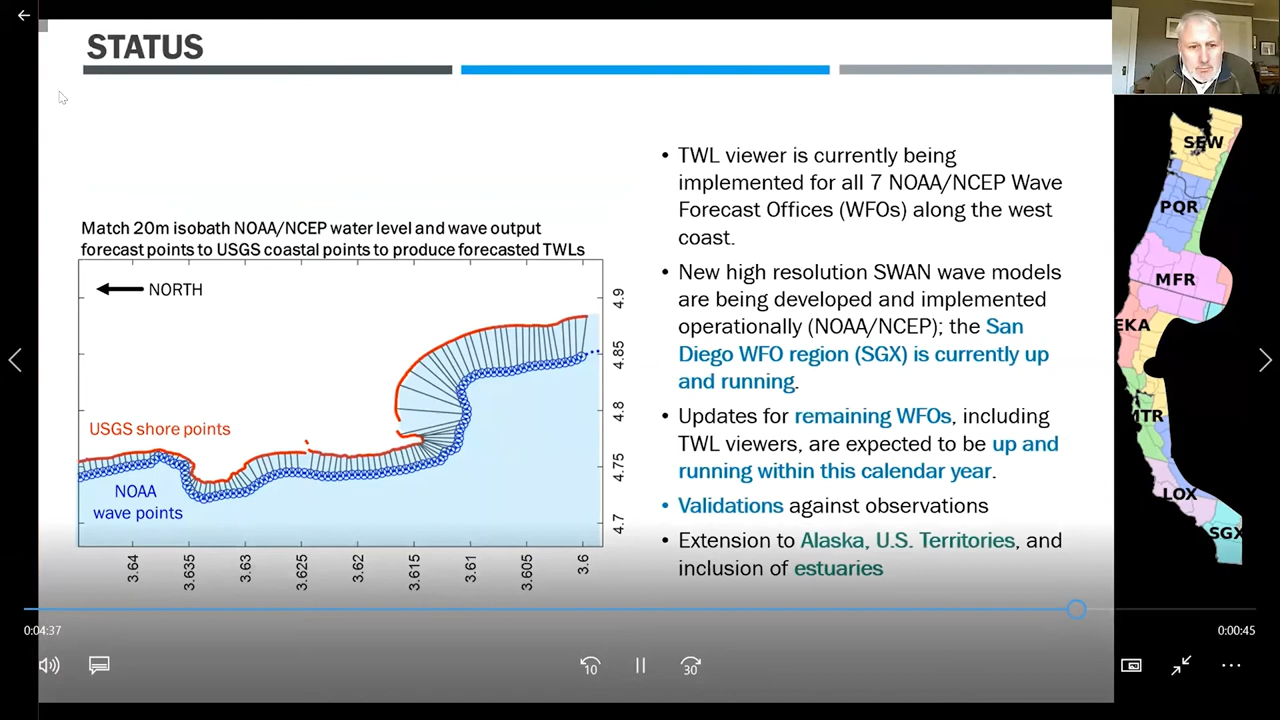 STATUS
Match 20m isobath NOAA/NCEP water level and wave output
forecast points to USGS coastal points to produce forecasted TWLs
NORTH
4.9
4.85
4.8
4.75
4.7
USGS shore points
NOAA
wave points
3.64
3.635
3.63
3.625
3.62
3.615
3.61
3.605
3.6
• TWL viewer is currently being
implemented for all 7 NOAA/NCEP Wave
Forecast Offices (WFOs) along the west
coast.
• New high resolution SWAN wave models
are being developed and implemented
operationally (NOAA/NCEP); the San
Diego WFO region (SGX) is currently up
and running.
• Updates for remaining WFOs, including
TWL viewers, are expected to be up and
running within this calendar year.
• Validations against observations
• Extension to Alaska, U.S. Territories, and
inclusion of estuaries
SEW
PQR
MFR
EKA
MTR
LOX
SGX
0:04:37
0:00:45
10
30